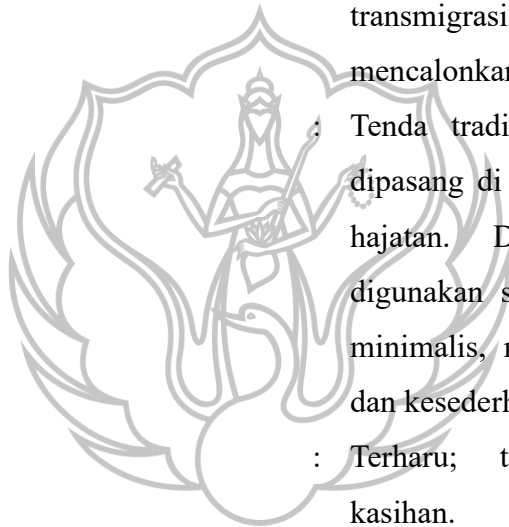 transmigrasi
mencalonkan
: Tenda tradi
dipasang di
hajatan. D
digunakan s
minimalis, r
dan kesederh
: Terharu; t
kasihan.